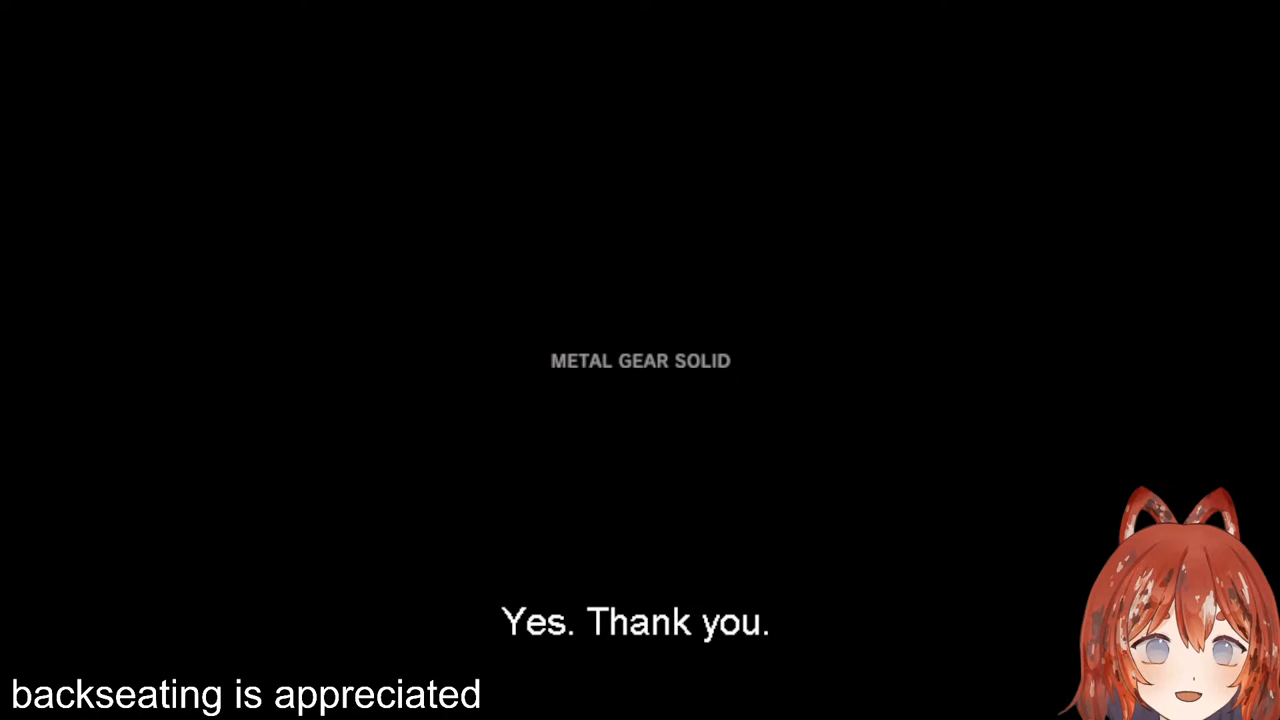 METAL GEAR SOLID
Yes. Thank you.
backseating is appreciated